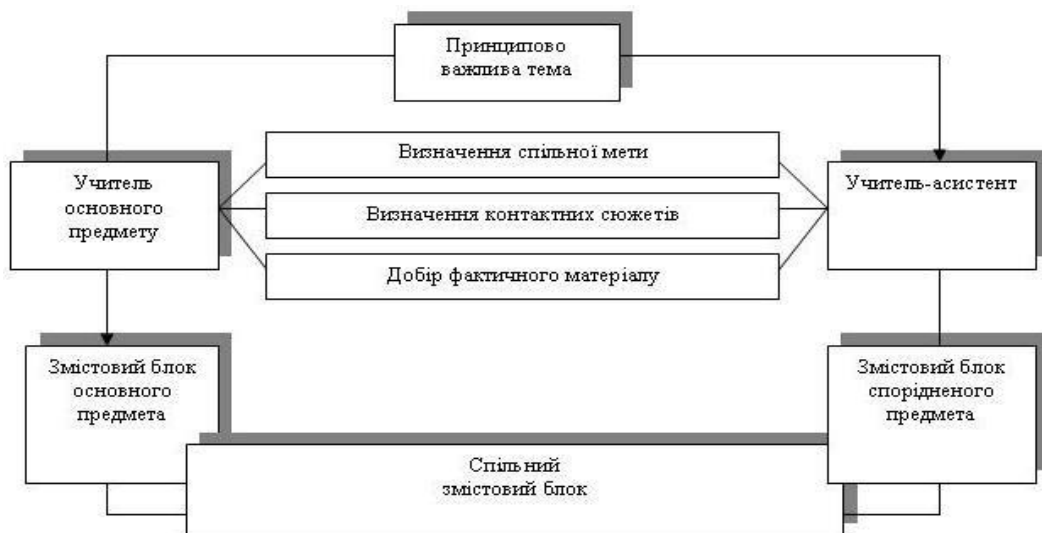 Принципово
важлива тема
Визначення спільної мети
Учитель
основного
предмету
Учитель-асистент
Визначення контактних сюжетів
Добір фактичного матеріалу
Змістовий блок
основного
предмета
Змістовий блок
спорідненого
предмета
Спільний
змістовий блок